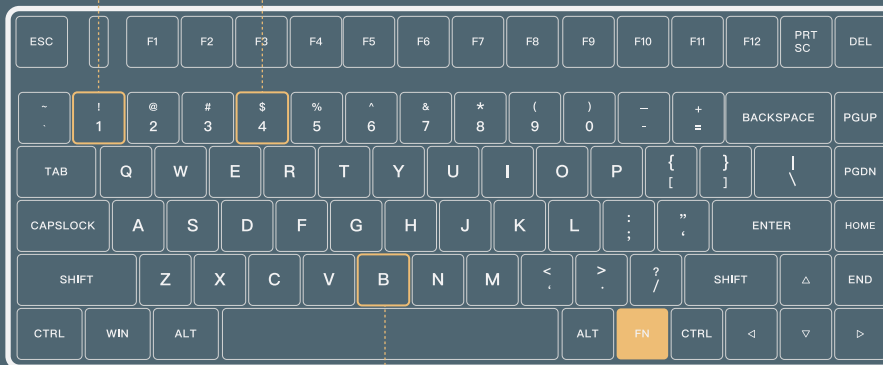 ESC F1 F2 F3 F4 F5 F6 F7 F8 F9 F10 F11 F12 PRT SC DEL
~ ! @ # $ % ^ & * ( ) — +
· 1 2 3 4 5 6 7 8 9 0 - = BACKSPACE PGUP
TAB Q W E R T Y U I O P { [ } ] | \ PGDN
CAPSLOCK A S D F G H J K L : ; ” ‘ ENTER HOME
SHIFT Z X C V B N M < ‘ > · ? / SHIFT △ END
CTRL WIN ALT ALT FN CTRL ◁ ▽ ▷